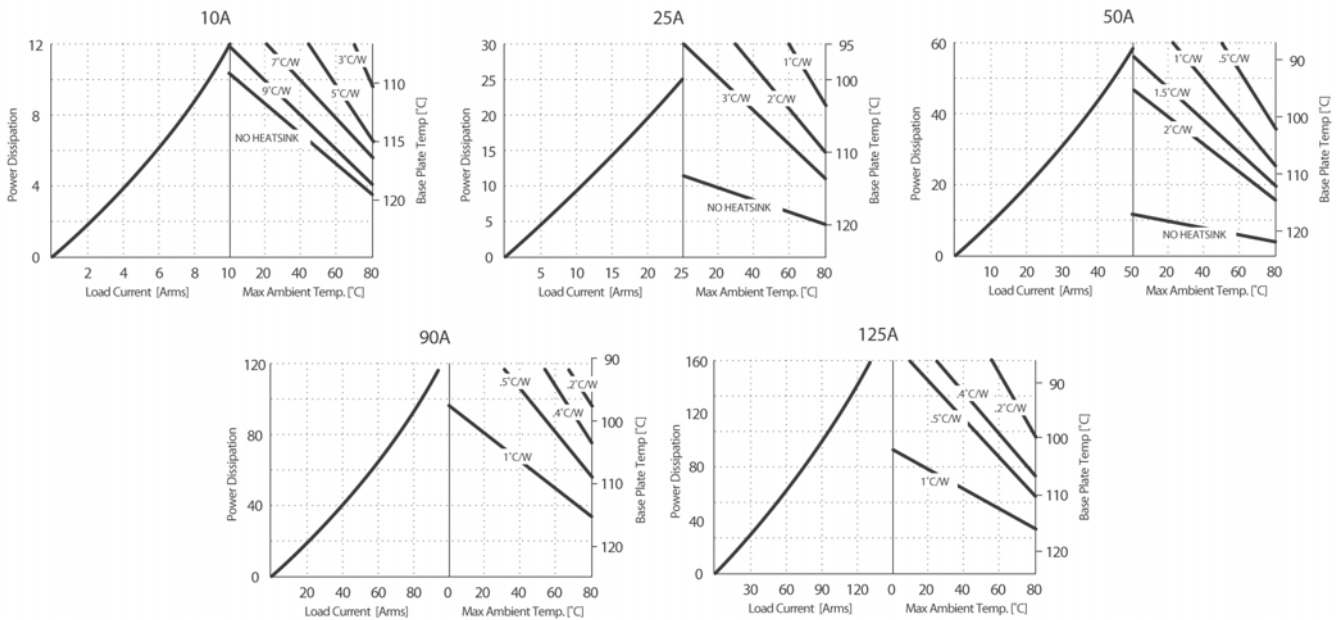 10A
12
8
4
0
Power Dissipation
2 4 6 8 10 20 40 60 80
Load Current [Arms] Max Ambient Temp. [˚C]
7˚C/W
3˚C/W
9˚C/W
5˚C/W
NO HEATSINK
110
115
120
Base Plate Temp [˚C]
25A
30
25
20
15
10
5
0
Power Dissipation
5 10 15 20 25 20 40 60 80
Load Current [Arms] Max Ambient Temp. [˚C]
1˚C/W
3˚C/W
2˚C/W
NO HEATSINK
95
100
110
120
Base Plate Temp [˚C]
50A
60
40
20
0
Power Dissipation
10 20 30 40 50 20 40 60 80
Load Current [Arms] Max Ambient Temp. [˚C]
1˚C/W
.5˚C/W
1.5˚C/W
2˚C/W
NO HEATSINK
90
100
110
120
Base Plate Temp [˚C]
90A
120
80
40
0
Power Dissipation
20 40 60 80 0 20 40 60 80
Load Current [Arms] Max Ambient Temp. [˚C]
.5˚C/W
.2˚C/W
.4˚C/W
1˚C/W
90
100
110
120
Base Plate Temp [˚C]
125A
160
120
80
40
0
Power Dissipation
30 60 90 120 0 20 40 60 80
Load Current [Arms] Max Ambient Temp. [˚C]
.4˚C/W
.2˚C/W
.5˚C/W
1˚C/W
90
100
110
120
Base Plate Temp [˚C]